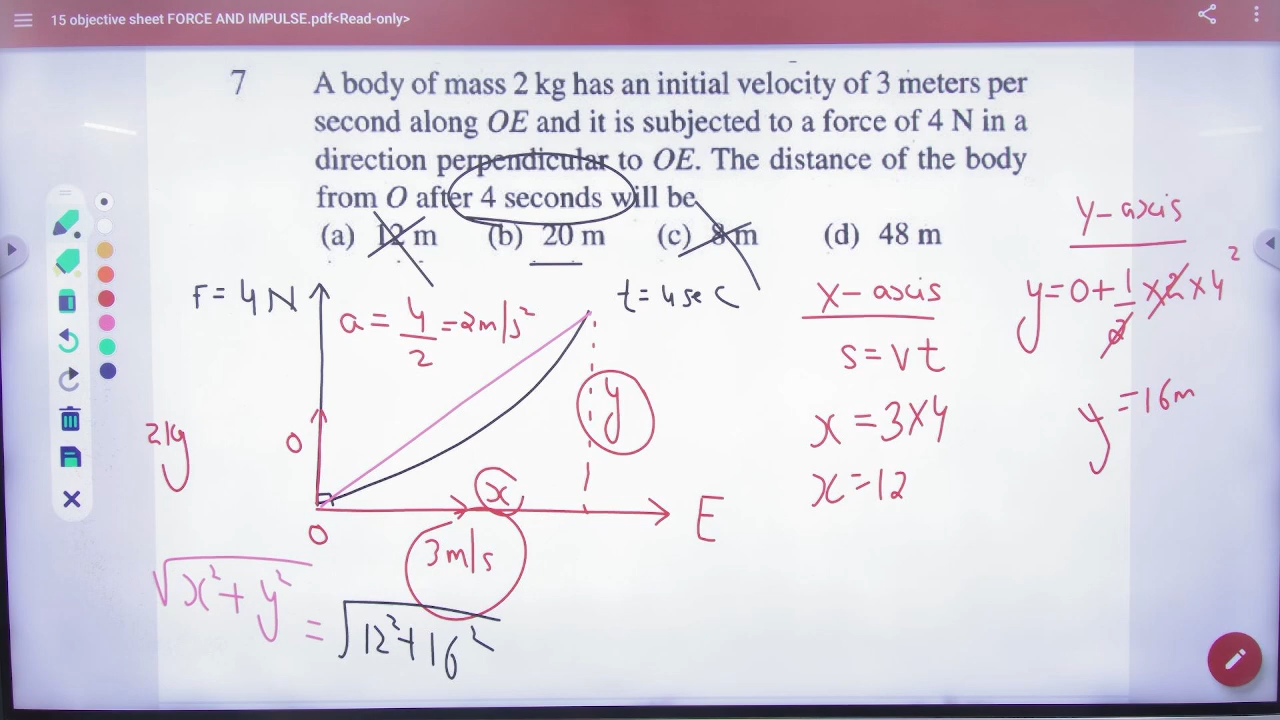 15 objective sheet FORCE AND IMPULSE.pdf<Read-only>
7 A body of mass 2 kg has an initial velocity of 3 meters per
second along OE and it is subjected to a force of 4 N in a
direction perpendicular to OE. The distance of the body
from O after 4 seconds will be
(a) 12 m (b) 20 m (c) 8 m (d) 48 m
F = 4 N
a = 4/2 = 2m/s²
t = 4 sec
2kg
0
y
x
E
O
3 m/s
√x²+y² = √12²+16²
X-axis
s = vt
x = 3×4
x = 12
Y-axis
y = 0 + 1/2 × 2 × 4²
y = 16m